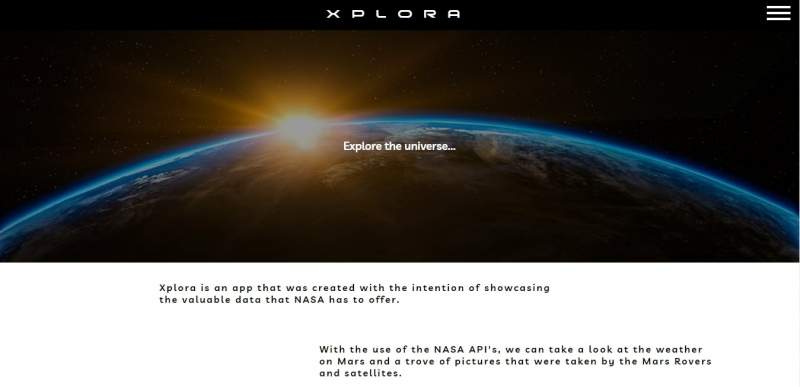 XPLORA
Explore the universe...
Xplora is an app that was created with the intention of showcasing
the valuable data that NASA has to offer.
With the use of the NASA API's, we can take a look at the weather
on Mars and a trove of pictures that were taken by the Mars Rovers
and satellites.